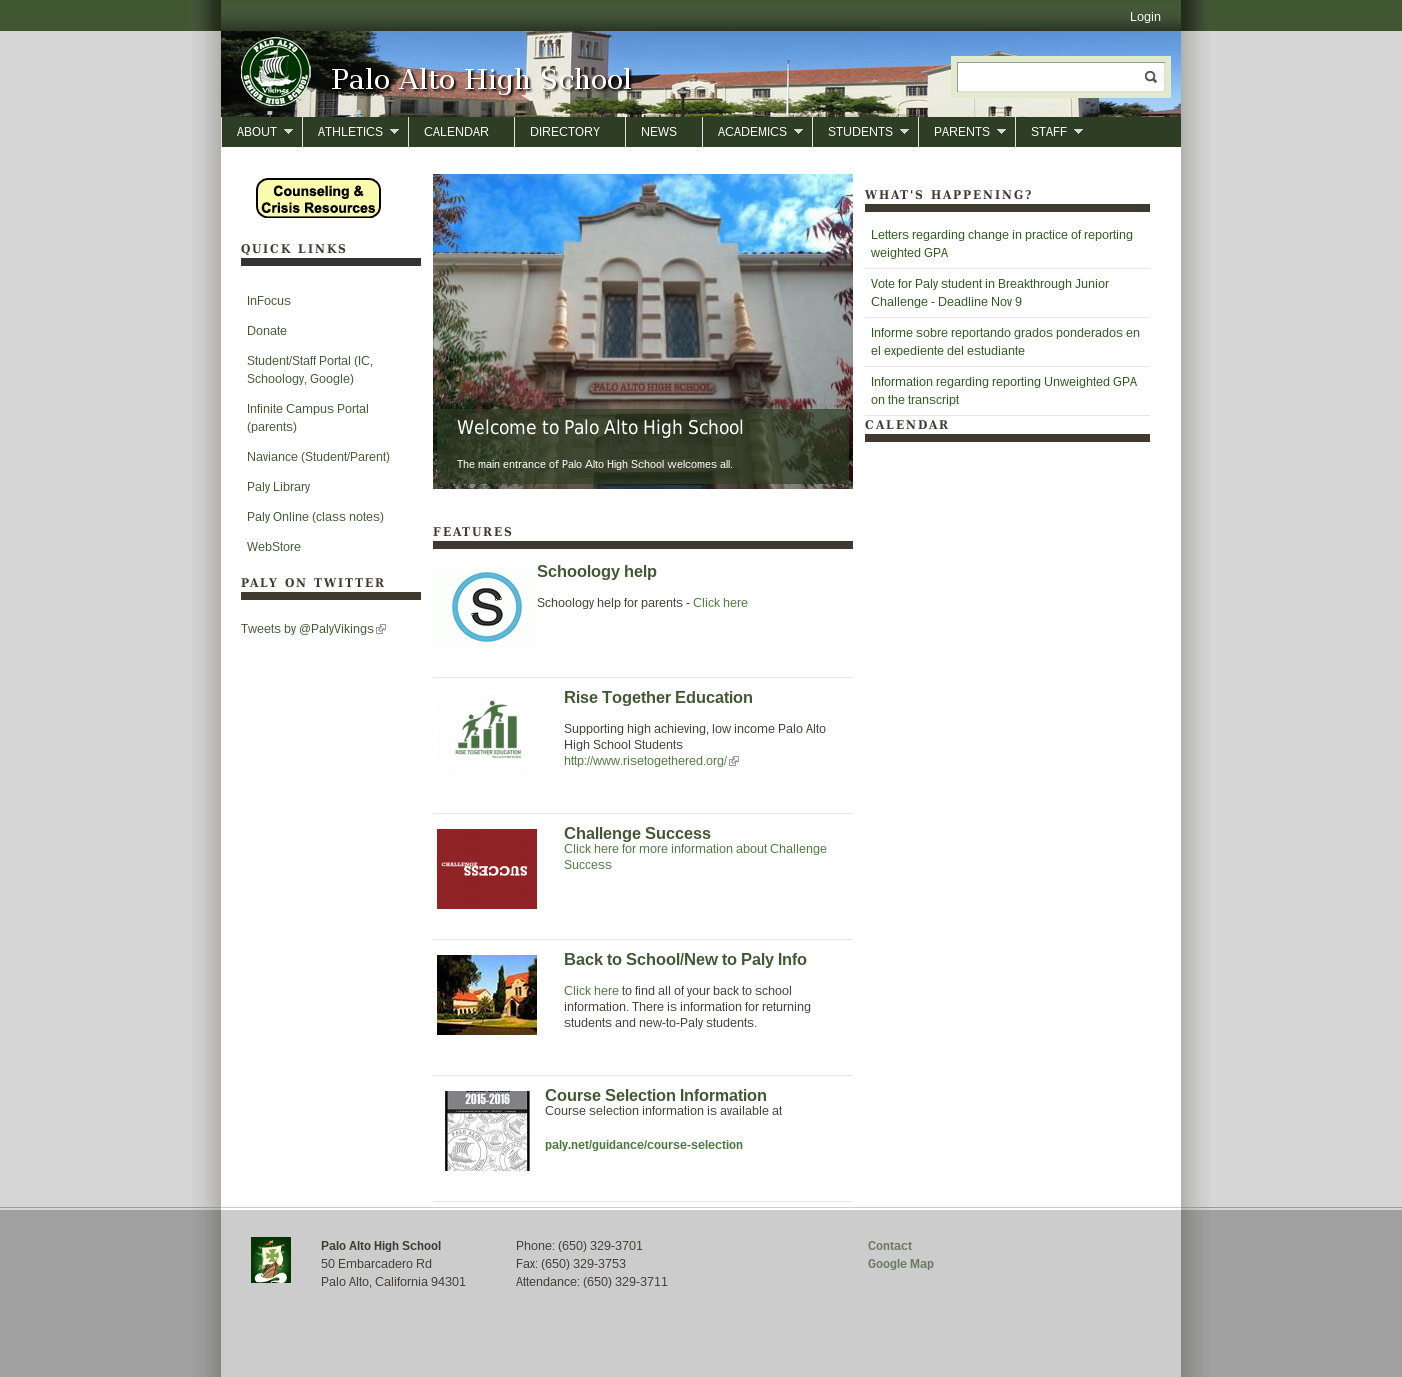 Login
PALO ALTO
Vikings
SENIOR HIGH SCHOOL
Palo Alto High School
ABOUT
ATHLETICS
CALENDAR
DIRECTORY
NEWS
ACADEMICS
STUDENTS
PARENTS
STAFF
Counseling &
Crisis Resources
QUICK LINKS
InFocus
Donate
Student/Staff Portal (IC,
Schoology, Google)
Infinite Campus Portal
(parents)
Naviance (Student/Parent)
Paly Library
Paly Online (class notes)
WebStore
PALY ON TWITTER
Tweets by @PalyVikings
PALO ALTO HIGH SCHOOL
Welcome to Palo Alto High School
The main entrance of Palo Alto High School welcomes all.
FEATURES
S
Schoology help
Schoology help for parents - Click here
RISE TOGETHER EDUCATION
Rise Together Education
Supporting high achieving, low income Palo Alto
High School Students
http://www.risetogethered.org/
CHALLENGE
SUCCESS
Challenge Success
Click here for more information about Challenge
Success
Back to School/New to Paly Info
Click here to find all of your back to school
information. There is information for returning
students and new-to-Paly students.
2015-2016
Course Selection Information
Course selection information is available at
paly.net/guidance/course-selection
WHAT'S HAPPENING?
Letters regarding change in practice of reporting
weighted GPA
Vote for Paly student in Breakthrough Junior
Challenge - Deadline Nov 9
Informe sobre reportando grados ponderados en
el expediente del estudiante
Information regarding reporting Unweighted GPA
on the transcript
CALENDAR
Palo Alto High School
50 Embarcadero Rd
Palo Alto, California 94301
Phone: (650) 329-3701
Fax: (650) 329-3753
Attendance: (650) 329-3711
Contact
Google Map